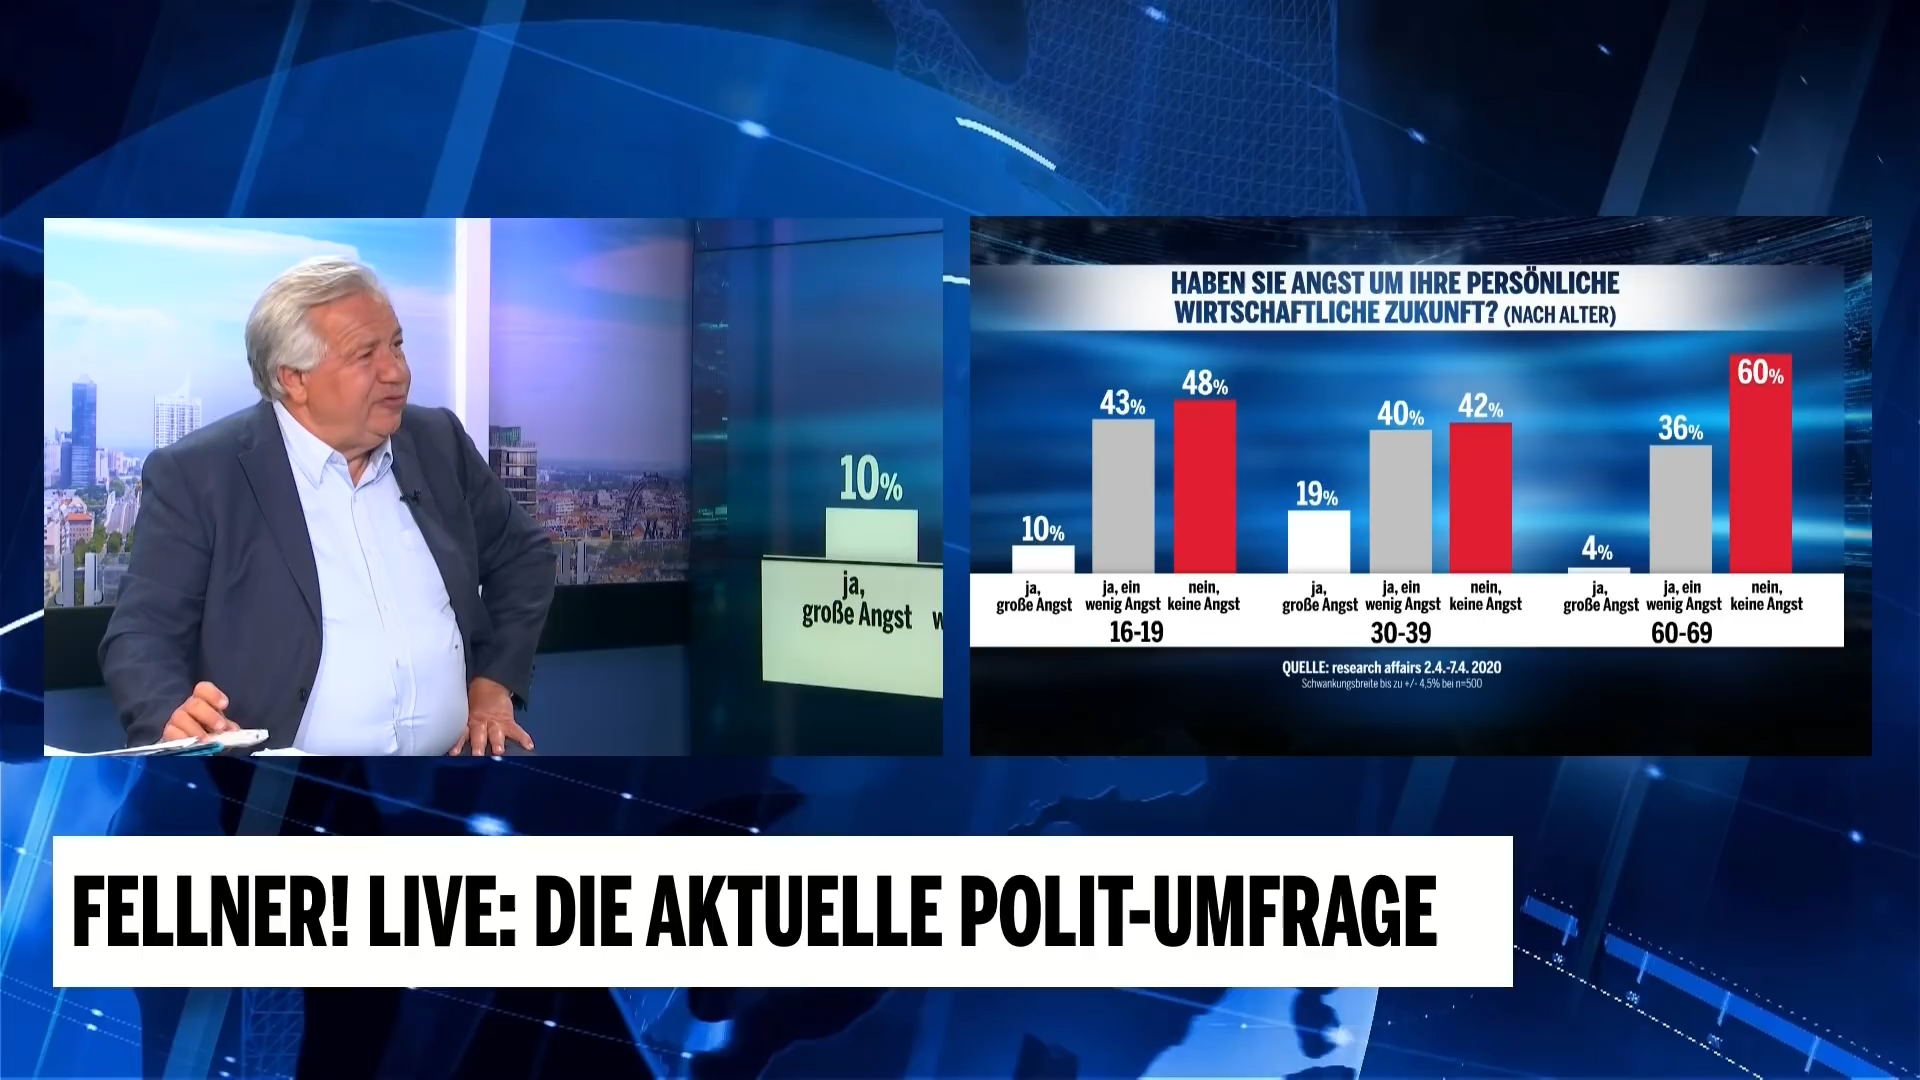 10%
ja,
große Angst
HABEN SIE ANGST UM IHRE PERSÖNLICHE
WIRTSCHAFTLICHE ZUKUNFT? (NACH ALTER)
10% 43% 48%
19% 40% 42%
4% 36% 60%
ja,
große Angst
ja, ein
wenig Angst
nein,
keine Angst
16-19
ja,
große Angst
ja, ein
wenig Angst
nein,
keine Angst
30-39
ja,
große Angst
ja, ein
wenig Angst
nein,
keine Angst
60-69
QUELLE: research affairs 2.4.-7.4. 2020
Schwankungsbreite bis zu +/- 4,5% bei n=500
FELLNER! LIVE: DIE AKTUELLE POLIT-UMFRAGE